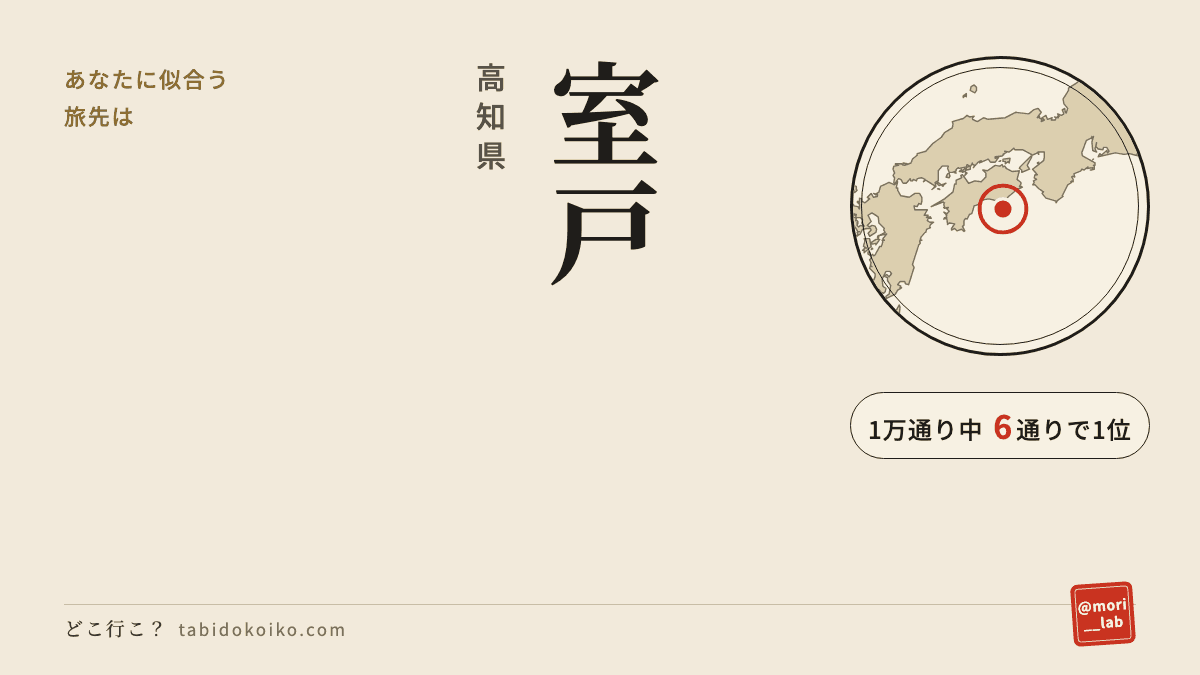 あなたに似合う
旅先は
室戸
高知県
1万通り中 6通りで1位
どこ行こ？ tabidokoiko.com
@mori
__lab